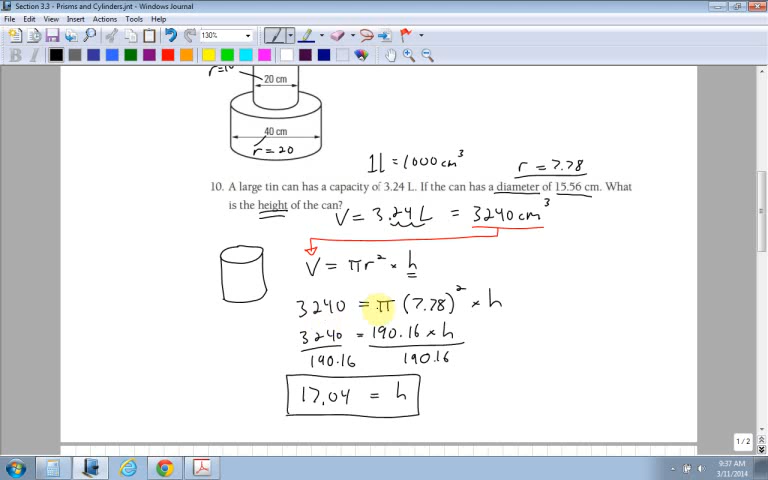 Section 3.3 - Prisms and Cylinders.jnt - Windows Journal
File Edit View Insert Actions Tools Help
130%
B I
20 cm
40 cm
r = 20
1L = 1000 cm³
r = 7.78
10. A large tin can has a capacity of 3.24 L. If the can has a diameter of 15.56 cm. What
is the height of the can?
V = 3.24 L = 3240 cm³
V = πr² × h
3240 = π (7.78)² × h
3240 = 190.16 × h
190.16 190.16
17.04 = h
1 / 2
9:37 AM
3/11/2014